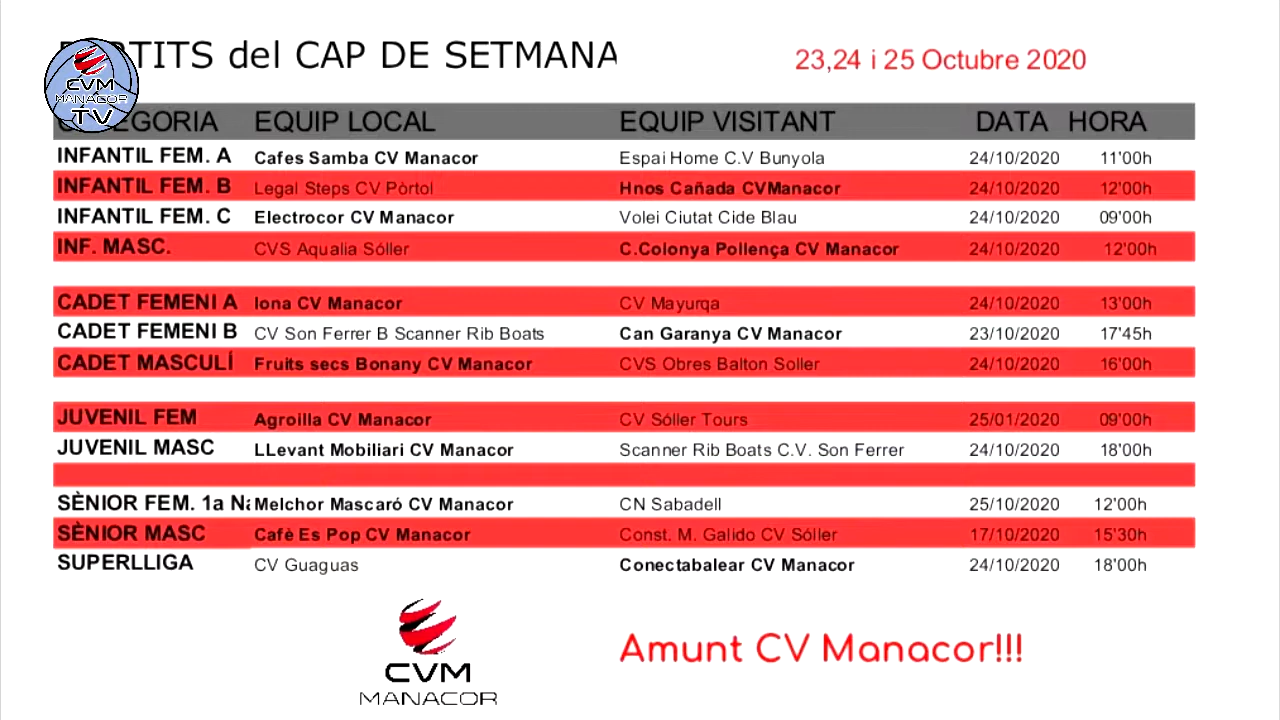 TITS del CAP DE SETMANA
23,24 i 25 Octubre 2020
CVM
MANACOR
TV
EGORIA EQUIP LOCAL EQUIP VISITANT DATA HORA
INFANTIL FEM. A Cafes Samba CV Manacor Espai Home C.V Bunyola 24/10/2020 11'00h
INFANTIL FEM. B Legal Steps CV Pòrtol Hnos Cañada CVManacor 24/10/2020 12'00h
INFANTIL FEM. C Electrocor CV Manacor Volei Ciutat Cide Blau 24/10/2020 09'00h
INF. MASC. CVS Aqualia Sóller C.Colonya Pollença CV Manacor 24/10/2020 12'00h
CADET FEMENI A Iona CV Manacor CV Mayurqa 24/10/2020 13'00h
CADET FEMENI B CV Son Ferrer B Scanner Rib Boats Can Garanya CV Manacor 23/10/2020 17'45h
CADET MASCULÍ Fruits secs Bonany CV Manacor CVS Obres Balton Soller 24/10/2020 16'00h
JUVENIL FEM Agroilla CV Manacor CV Sóller Tours 25/01/2020 09'00h
JUVENIL MASC LLevant Mobiliari CV Manacor Scanner Rib Boats C.V. Son Ferrer 24/10/2020 18'00h
SÈNIOR FEM. 1a Na Melchor Mascaró CV Manacor CN Sabadell 25/10/2020 12'00h
SÈNIOR MASC Cafè Es Pop CV Manacor Const. M. Galido CV Sóller 17/10/2020 15'30h
SUPERLLIGA CV Guaguas Conectabalear CV Manacor 24/10/2020 18'00h
CVM
MANACOR
Amunt CV Manacor!!!